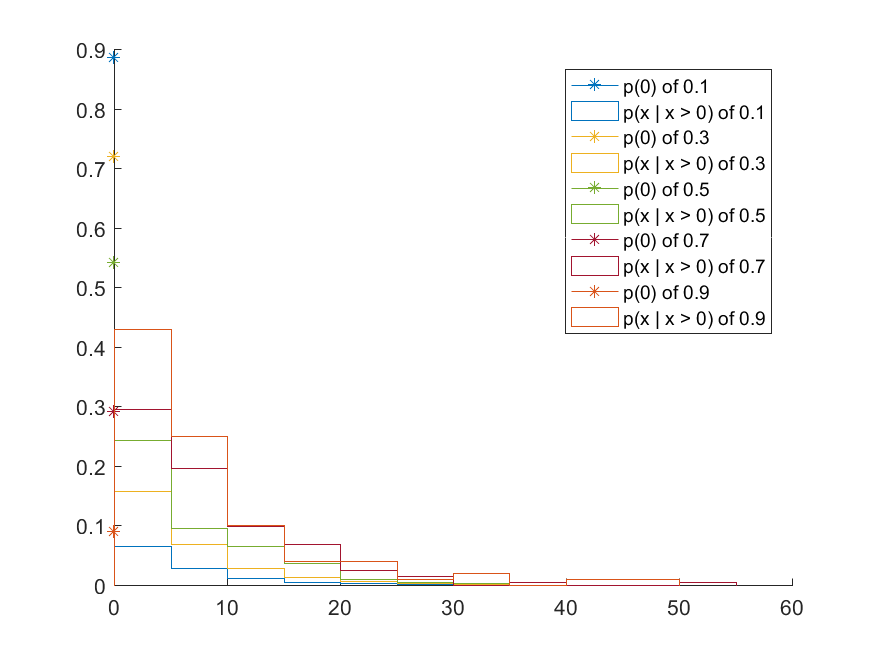 0.9
0.8
0.7
0.6
0.5
0.4
0.3
0.2
0.1
0
0 10 20 30 40 50 60
p(0) of 0.1
p(x | x > 0) of 0.1
p(0) of 0.3
p(x | x > 0) of 0.3
p(0) of 0.5
p(x | x > 0) of 0.5
p(0) of 0.7
p(x | x > 0) of 0.7
p(0) of 0.9
p(x | x > 0) of 0.9